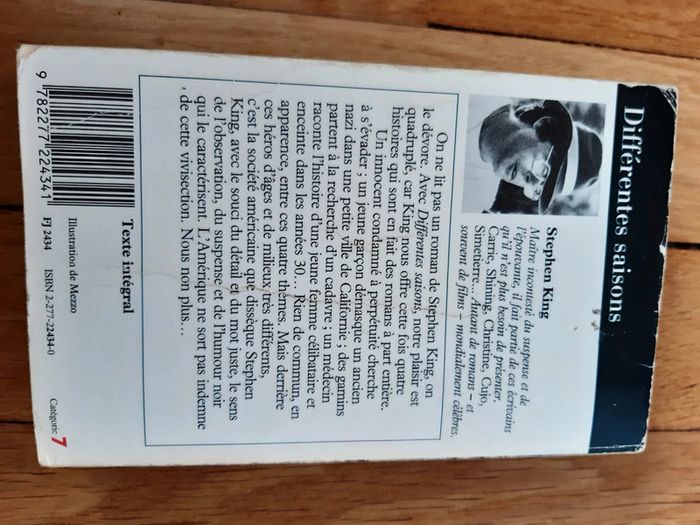 Différentes saisons
Stephen King
Maître incontesté du suspense et de
l'épouvante, il fait partie de ces écrivains
qu'il n'est plus besoin de présenter.
Carrie, Shining, Christine, Cujo,
Simetierre... Autant de romans – et
souvent de films – mondialement célèbres.
On ne lit pas un roman de Stephen King, on
le dévore. Avec Différentes saisons, notre plaisir est
quadruplé, car King nous offre cette fois quatre
histoires qui sont en fait des romans à part entière.
Un innocent condamné à perpétuité cherche
à s'évader ; un jeune garçon démasque un ancien
nazi dans une petite ville de Californie ; des gamins
partent à la recherche d'un cadavre ; un médecin
raconte l'histoire d'une jeune femme célibataire et
enceinte dans les années 30... Rien de commun, en
apparence, entre ces quatre thèmes. Mais derrière
ces héros d'âges et de milieux très différents,
c'est la société américaine que dissèque Stephen
King, avec le souci du détail et du mot juste, le sens
de l'observation, du suspense et de l'humour noir
qui le caractérisent. L'Amérique ne sort pas indemne
de cette vivisection. Nous non plus...
Texte intégral
Illustration de Mezzo
9 782277 224341
FJ 2434
ISBN 2-277-22434-0
Catégorie 7